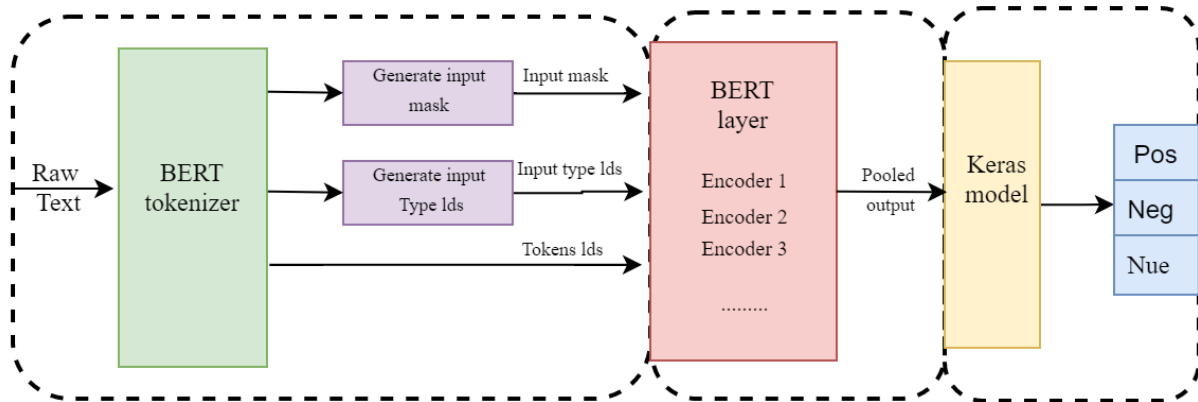 Raw
Text
BERT
tokenizer
Generate input
mask
Input mask
Generate input
Type lds
Input type lds
Tokens lds
BERT
layer
Encoder 1
Encoder 2
Encoder 3
.........
Pooled
output
Keras
model
Pos
Neg
Nue